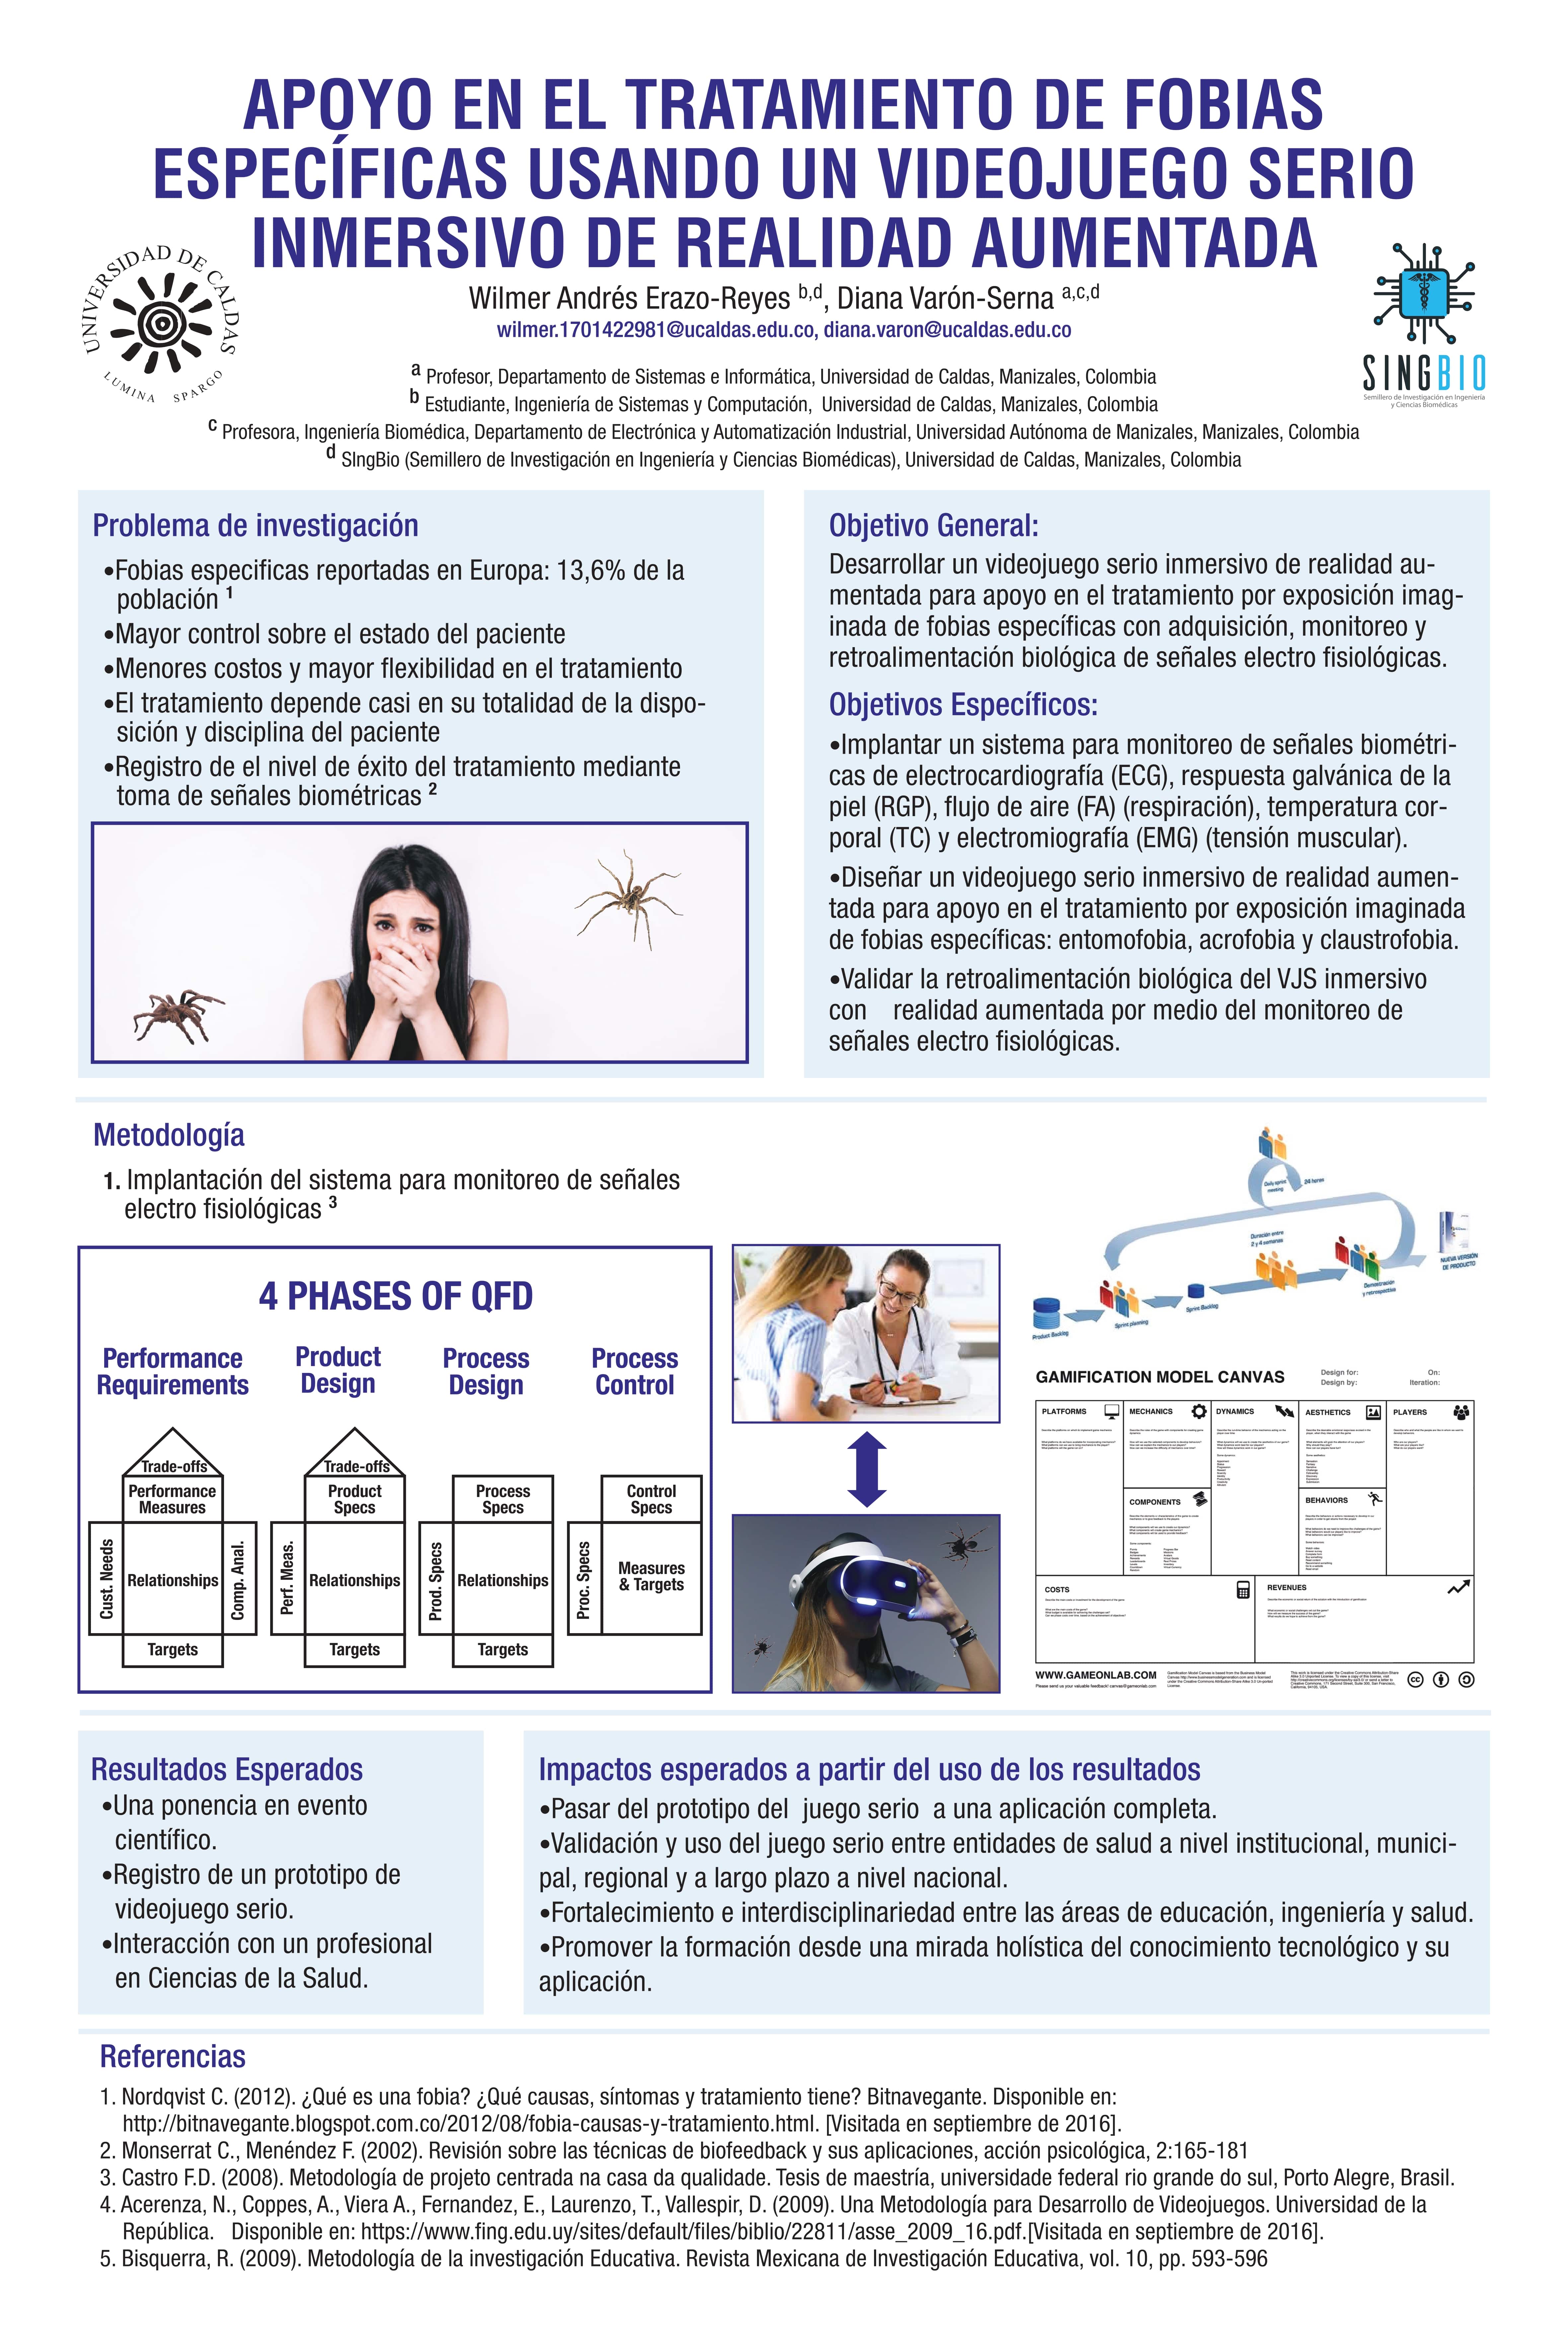 APOYO EN EL TRATAMIENTO DE FOBIAS
ESPECÍFICAS USANDO UN VIDEOJUEGO SERIO
INMERSIVO DE REALIDAD AUMENTADA
UNIVERSIDAD DE CALDAS
LUMINA SPARGO
Wilmer Andrés Erazo-Reyes b,d, Diana Varón-Serna a,c,d
wilmer.1701422981@ucaldas.edu.co, diana.varon@ucaldas.edu.co
SINGBIO
Semillero de Investigación en Ingeniería
y Ciencias Biomédicas
a Profesor, Departamento de Sistemas e Informática, Universidad de Caldas, Manizales, Colombia
b Estudiante, Ingeniería de Sistemas y Computación, Universidad de Caldas, Manizales, Colombia
c Profesora, Ingeniería Biomédica, Departamento de Electrónica y Automatización Industrial, Universidad Autónoma de Manizales, Manizales, Colombia
d SIngBio (Semillero de Investigación en Ingeniería y Ciencias Biomédicas), Universidad de Caldas, Manizales, Colombia
Problema de investigación
•Fobias especificas reportadas en Europa: 13,6% de la
población 1
•Mayor control sobre el estado del paciente
•Menores costos y mayor flexibilidad en el tratamiento
•El tratamiento depende casi en su totalidad de la dispo-
sición y disciplina del paciente
•Registro de el nivel de éxito del tratamiento mediante
toma de señales biométricas 2
Objetivo General:
Desarrollar un videojuego serio inmersivo de realidad au-
mentada para apoyo en el tratamiento por exposición imag-
inada de fobias específicas con adquisición, monitoreo y
retroalimentación biológica de señales electro fisiológicas.
Objetivos Específicos:
•Implantar un sistema para monitoreo de señales biométri-
cas de electrocardiografía (ECG), respuesta galvánica de la
piel (RGP), flujo de aire (FA) (respiración), temperatura cor-
poral (TC) y electromiografía (EMG) (tensión muscular).
•Diseñar un videojuego serio inmersivo de realidad aumen-
tada para apoyo en el tratamiento por exposición imaginada
de fobias específicas: entomofobia, acrofobia y claustrofobia.
•Validar la retroalimentación biológica del VJS inmersivo
con realidad aumentada por medio del monitoreo de
señales electro fisiológicas.
Metodología
1. Implantación del sistema para monitoreo de señales
electro fisiológicas 3
4 PHASES OF QFD
Performance
Requirements
Product
Design
Process
Design
Process
Control
Trade-offs
Performance
Measures
Cust. Needs
Relationships
Comp. Anal.
Targets
Trade-offs
Product
Specs
Perf. Meas.
Relationships
Targets
Process
Specs
Prod. Specs
Relationships
Targets
Control
Specs
Proc. Specs
Measures
& Targets
Daily sprint
meeting
24 horas
Duración entre
2 y 4 semanas
NUEVA VERSIÓN
DE PRODUCTO
Demostración
y retrospectiva
Sprint Backlog
Sprint planning
Product Backlog
GAMIFICATION MODEL CANVAS
Design for:
On:
Design by:
Iteration:
PLATFORMS
MECHANICS
DYNAMICS
AESTHETICS
PLAYERS
COMPONENTS
BEHAVIORS
COSTS
REVENUES
WWW.GAMEONLAB.COM
Please send us your valuable feedback! canvas@gameonlab.com
Resultados Esperados
•Una ponencia en evento
científico.
•Registro de un prototipo de
videojuego serio.
•Interacción con un profesional
en Ciencias de la Salud.
Impactos esperados a partir del uso de los resultados
•Pasar del prototipo del juego serio a una aplicación completa.
•Validación y uso del juego serio entre entidades de salud a nivel institucional, munici-
pal, regional y a largo plazo a nivel nacional.
•Fortalecimiento e interdisciplinariedad entre las áreas de educación, ingeniería y salud.
•Promover la formación desde una mirada holística del conocimiento tecnológico y su
aplicación.
Referencias
1. Nordqvist C. (2012). ¿Qué es una fobia? ¿Qué causas, síntomas y tratamiento tiene? Bitnavegante. Disponible en:
http://bitnavegante.blogspot.com.co/2012/08/fobia-causas-y-tratamiento.html. [Visitada en septiembre de 2016].
2. Monserrat C., Menéndez F. (2002). Revisión sobre las técnicas de biofeedback y sus aplicaciones, acción psicológica, 2:165-181
3. Castro F.D. (2008). Metodología de projeto centrada na casa da qualidade. Tesis de maestría, universidade federal rio grande do sul, Porto Alegre, Brasil.
4. Acerenza, N., Coppes, A., Viera A., Fernandez, E., Laurenzo, T., Vallespir, D. (2009). Una Metodología para Desarrollo de Videojuegos. Universidad de la
República. Disponible en: https://www.fing.edu.uy/sites/default/files/biblio/22811/asse_2009_16.pdf.[Visitada en septiembre de 2016].
5. Bisquerra, R. (2009). Metodología de la investigación Educativa. Revista Mexicana de Investigación Educativa, vol. 10, pp. 593-596